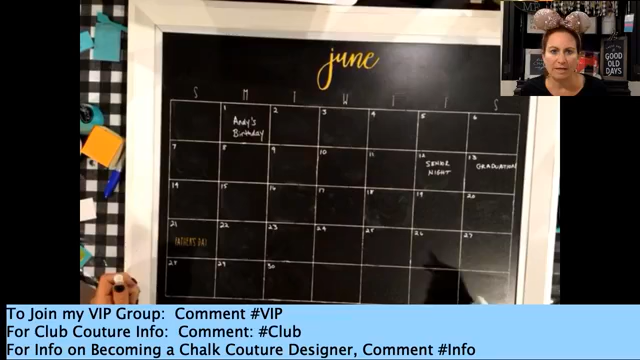 june
S M T W T F S
1 2 3 4 5 6
Andy's
Birthday
7 8 9 10 11 12 13
SENIOR
NIGHT
GRADUATION
14 15 16 17 18 19 20
21 22 23 24 25 26 27
FATHER'S DAY
28 29 30
GOOD
OLD
DAYS
To Join my VIP Group: Comment #VIP
For Club Couture Info: Comment: #Club
For Info on Becoming a Chalk Couture Designer, Comment #Info